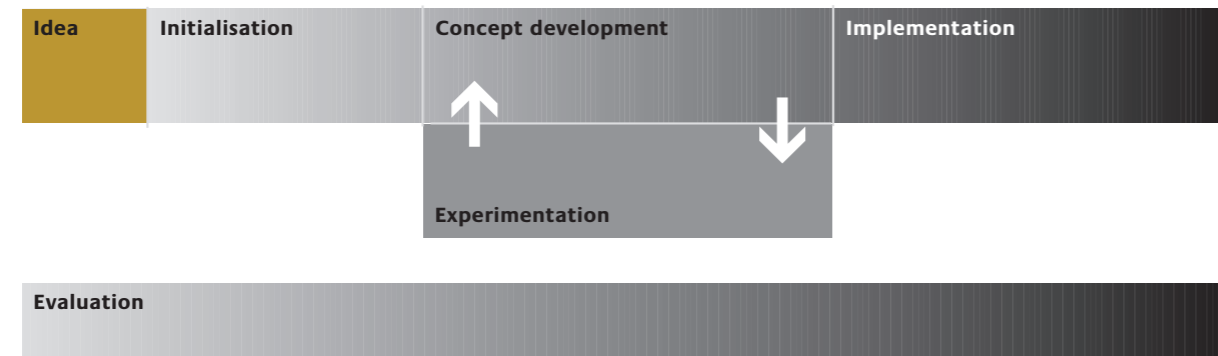 Idea
Initialisation
Concept development
Implementation
Experimentation
Evaluation